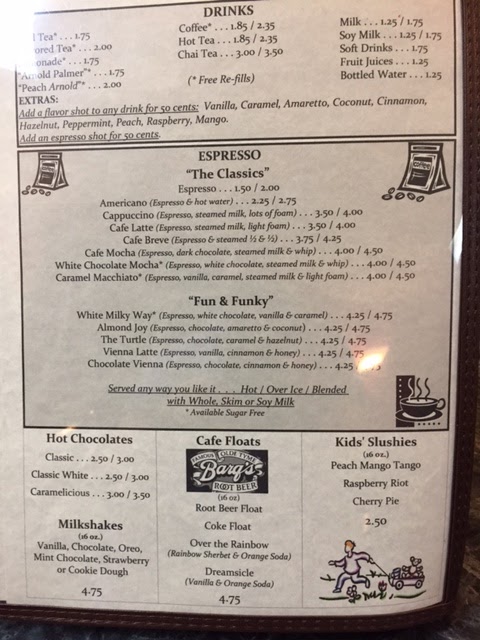 DRINKS
Tea* . . . 1.75
ored Tea* . . . 2.00
onade* . . . 1.75
"Arnold Palmer"* . . . 1.75
"Peach Arnold"* . . . 2.00
Coffee* . . . 1.85 / 2.35
Hot Tea . . . 1.85 / 2.35
Chai Tea . . . 3.00 / 3.50
(* Free Re-fills)
Milk . . . 1.25 / 1.75
Soy Milk . . . 1.25 / 1.75
Soft Drinks . . . 1.75
Fruit Juices . . . 1.25
Bottled Water . . . 1.25
EXTRAS:
Add a flavor shot to any drink for 50 cents: Vanilla, Caramel, Amaretto, Coconut, Cinnamon,
Hazelnut, Peppermint, Peach, Raspberry, Mango.
Add an espresso shot for 50 cents.
ESPRESSO
"The Classics"
Espresso . . . 1.50 / 2.00
Americano (Espresso & hot water) . . . 2.25 / 2.75
Cappuccino (Espresso, steamed milk, lots of foam) . . . 3.50 / 4.00
Cafe Latte (Espresso, steamed milk, light foam) . . . 3.50 / 4.00
Cafe Breve (Espresso & steamed ½ & ½) . . . 3.75 / 4.25
Cafe Mocha (Espresso, dark chocolate, steamed milk & whip) . . . 4.00 / 4.50
White Chocolate Mocha* (Espresso, white chocolate, steamed milk & whip) . . . 4.00 / 4.50
Caramel Macchiato* (Espresso, vanilla, caramel, steamed milk & light foam) . . . 4.00 / 4.50
"Fun & Funky"
White Milky Way* (Espresso, white chocolate, vanilla & caramel) . . . 4.25 / 4.75
Almond Joy (Espresso, chocolate, amaretto & coconut) . . . 4.25 / 4.75
The Turtle (Espresso, chocolate, caramel & hazelnut) . . . 4.25 / 4.75
Vienna Latte (Espresso, vanilla, cinnamon & honey) . . . 4.25 / 4.75
Chocolate Vienna (Espresso, chocolate, cinnamon & honey) . . . 4.25 /
Served any way you like it . . . Hot / Over Ice / Blended
with Whole, Skim or Soy Milk
* Available Sugar Free
Hot Chocolates
Classic . . . 2.50 / 3.00
Classic White . . . 2.50 / 3.00
Caramelicious . . . 3.00 / 3.50
Milkshakes
(16 oz.)
Vanilla, Chocolate, Oreo,
Mint Chocolate, Strawberry
or Cookie Dough
4.75
Cafe Floats
FAMOUS OLDE TYME
Barq's
ROOT BEER
(16 oz)
Root Beer Float
Coke Float
Over the Rainbow
(Rainbow Sherbet & Orange Soda)
Dreamsicle
(Vanilla & Orange Soda)
4.75
Kids' Slushies
(16 oz.)
Peach Mango Tango
Raspberry Riot
Cherry Pie
2.50